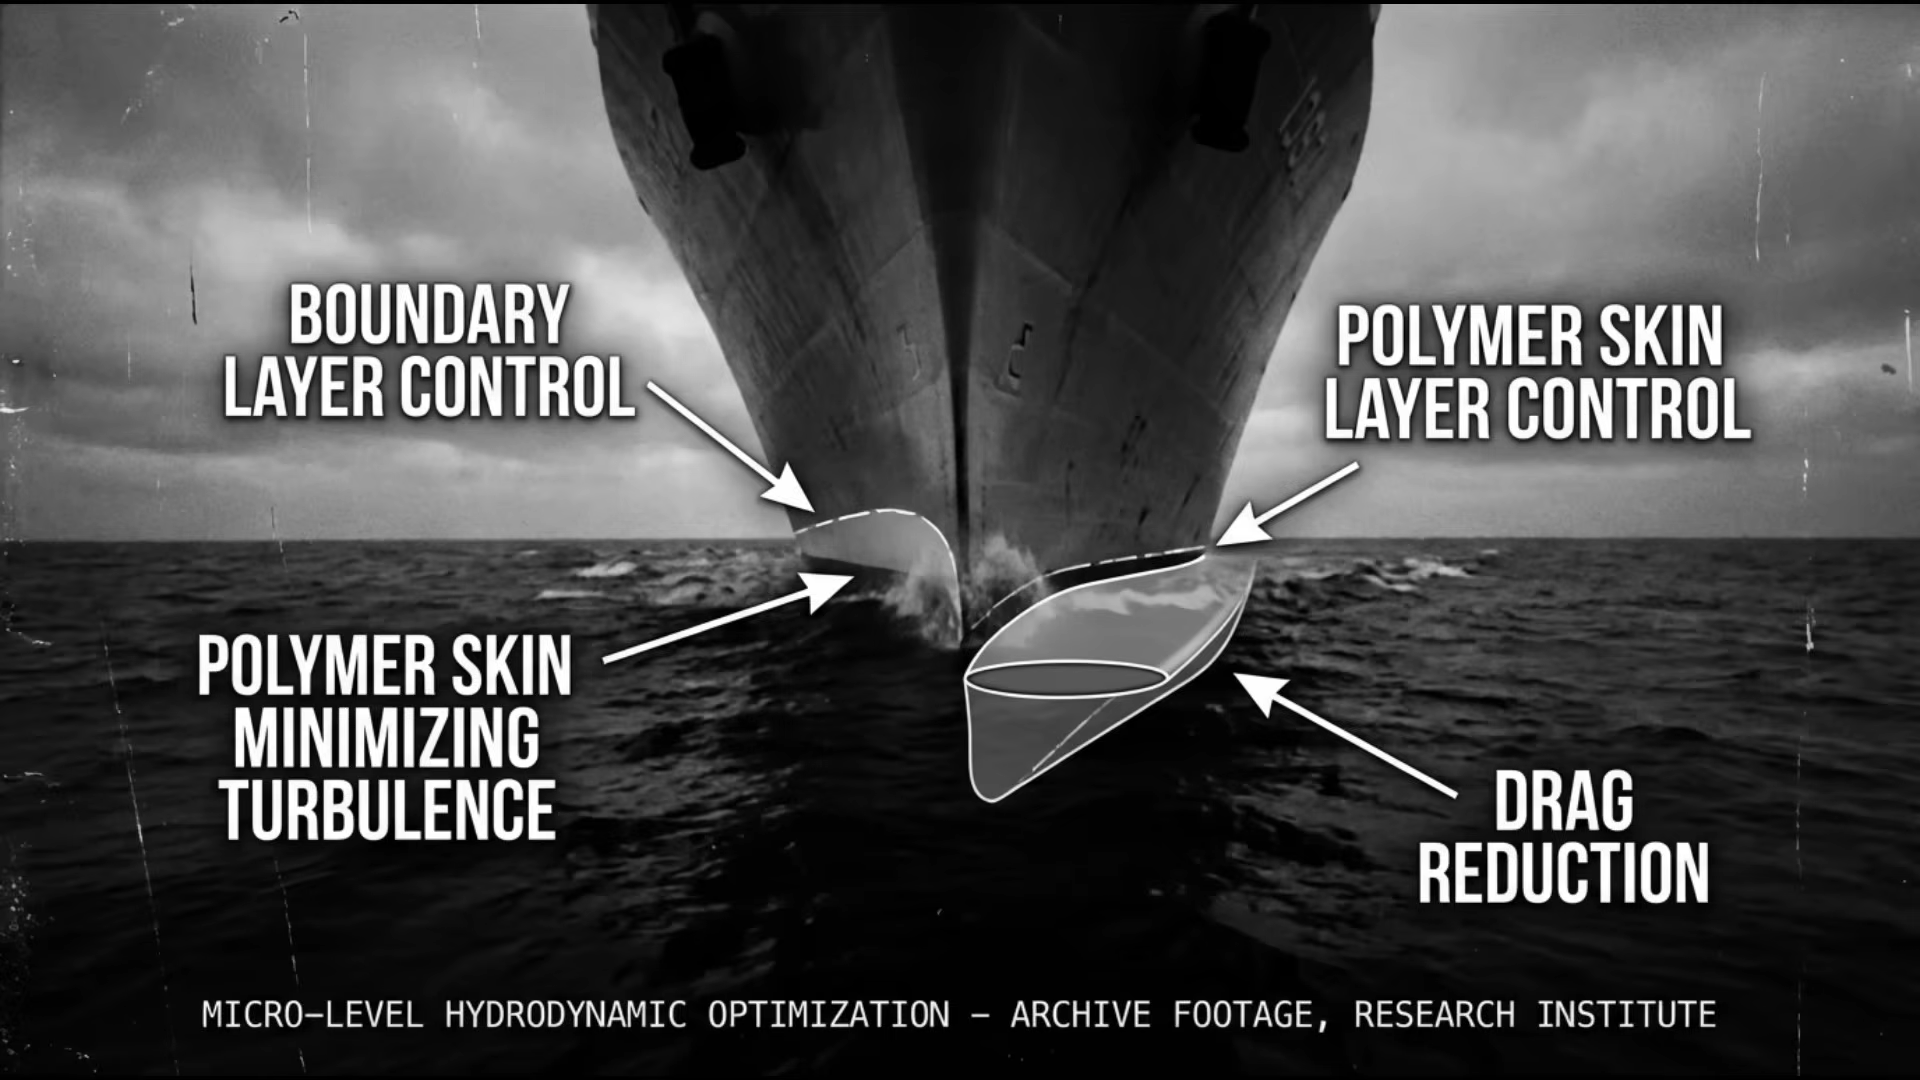 BOUNDARY
LAYER CONTROL
POLYMER SKIN
LAYER CONTROL
POLYMER SKIN
MINIMIZING
TURBULENCE
DRAG
REDUCTION
MICRO-LEVEL HYDRODYNAMIC OPTIMIZATION - ARCHIVE FOOTAGE, RESEARCH INSTITUTE